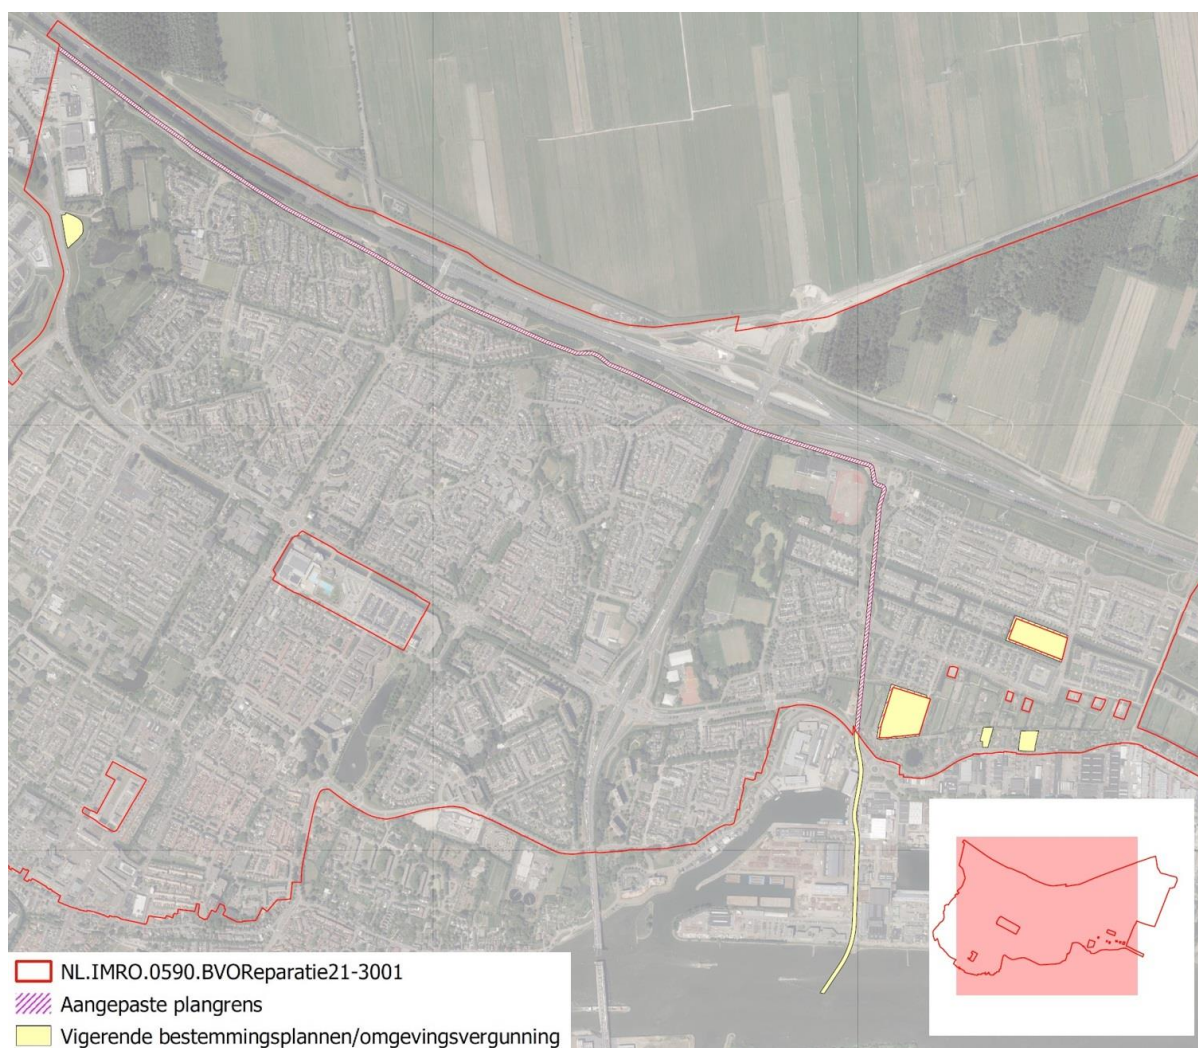 NL.IMRO.0590.BVOReparatie21-3001
Aangepaste plangrens
Vigerende bestemmingsplannen/omgevingsvergunning